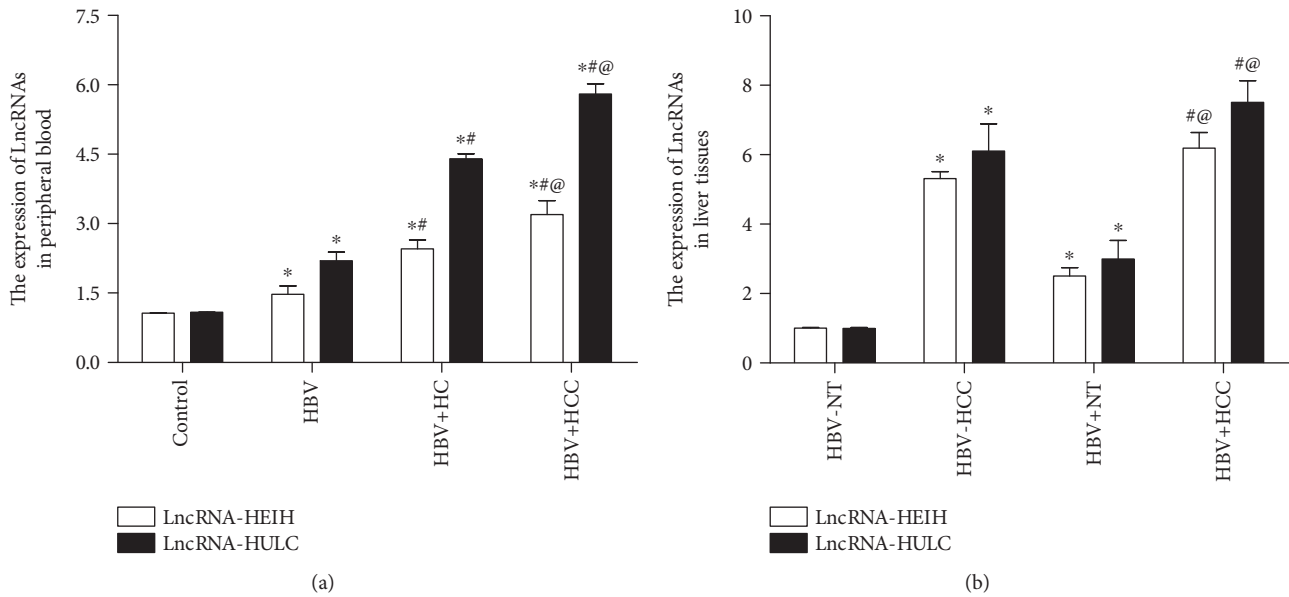 The expression of LncRNAs
in peripheral blood
7.5
6.0
4.5
3.0
1.5
0.0
*
*
*#
*#
*#@
*#@
Control
HBV
HBV+HC
HBV+HCC
LncRNA-HEIH
LncRNA-HULC
(a)
The expression of LncRNAs
in liver tissues
10
8
6
4
2
0
*
*
*
*
#@
#@
HBV-NT
HBV-HCC
HBV+NT
HBV+HCC
LncRNA-HEIH
LncRNA-HULC
(b)